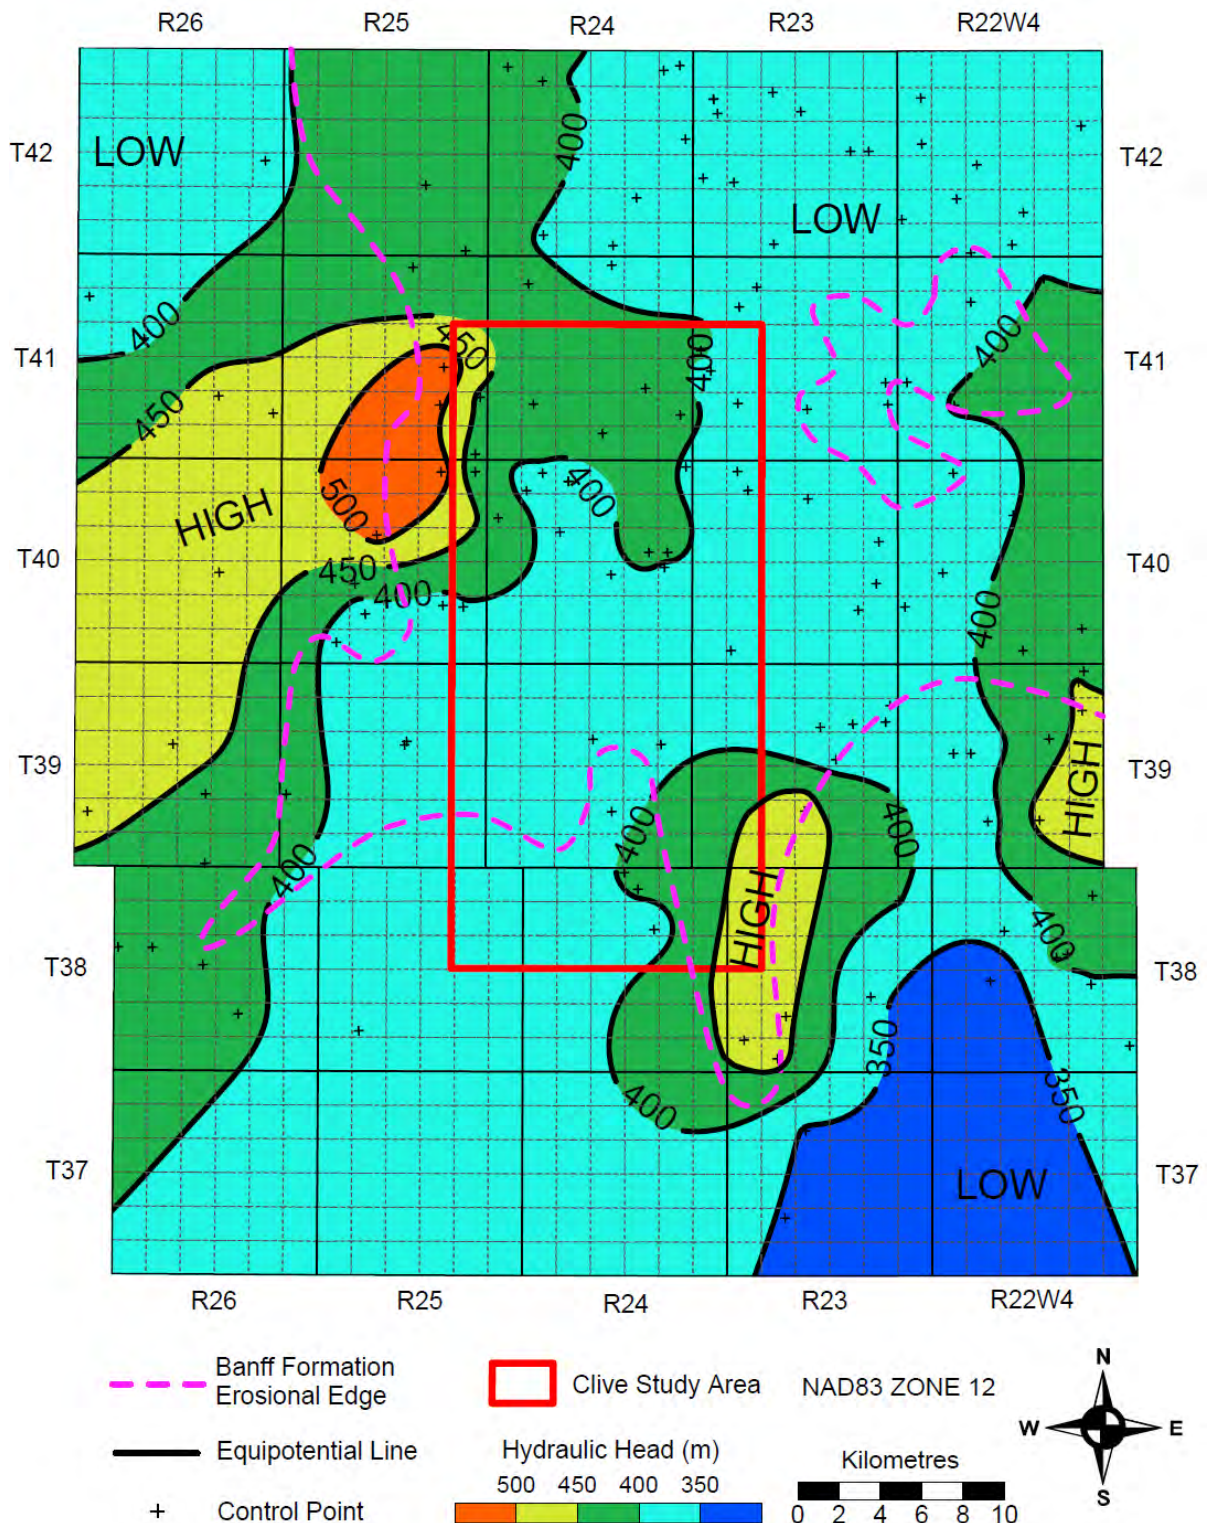 R26 R25 R24 R23 R22W4
T42 LOW 400 T42
LOW
400 400
T41 450 400 T41
450
HIGH 500 400
T40 450 T40
400 400
T39 HIGH T39
400 400
400
HIGH 400
T38 T38
350
400 350
T37 LOW T37
R26 R25 R24 R23 R22W4
Banff Formation
Erosional Edge
Clive Study Area
NAD83 ZONE 12
N
W E
S
Equipotential Line
Hydraulic Head (m)
500 450 400 350
Kilometres
0 2 4 6 8 10
Control Point